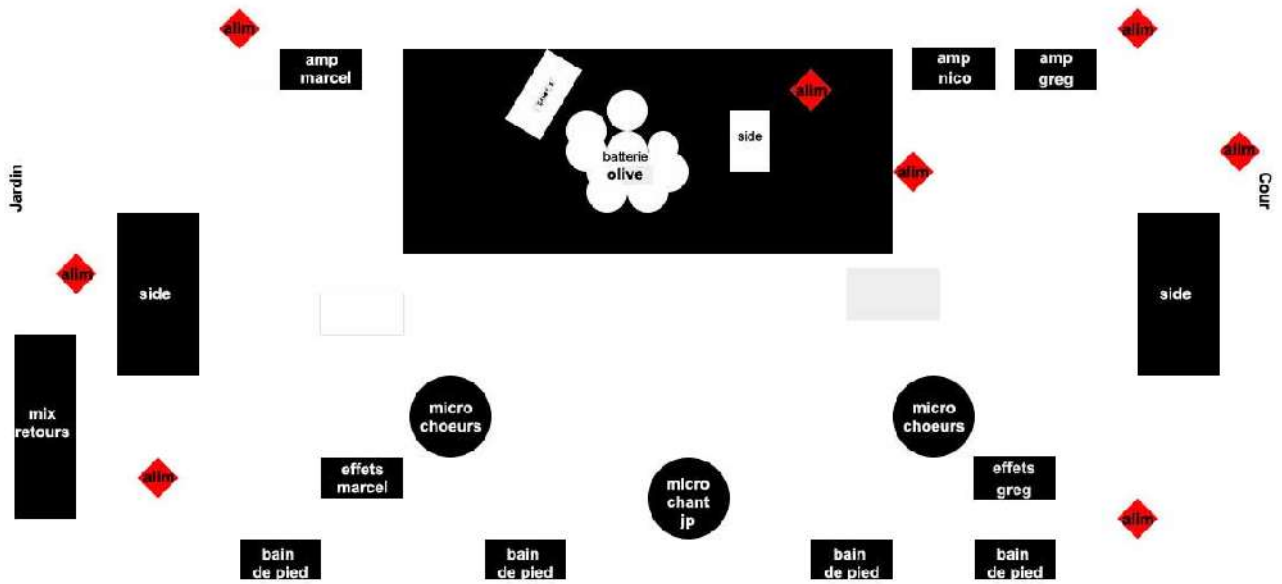 alim
alim
amp
marcel
amp
nico
amp
greg
alim
side
batterie
olive
alim
alim
Jardin
Cour
alim
side
side
mix
retours
micro
choeurs
micro
choeurs
alim
effets
marcel
micro
chant
jp
effets
greg
alim
bain
de pied
bain
de pied
bain
de pied
bain
de pied